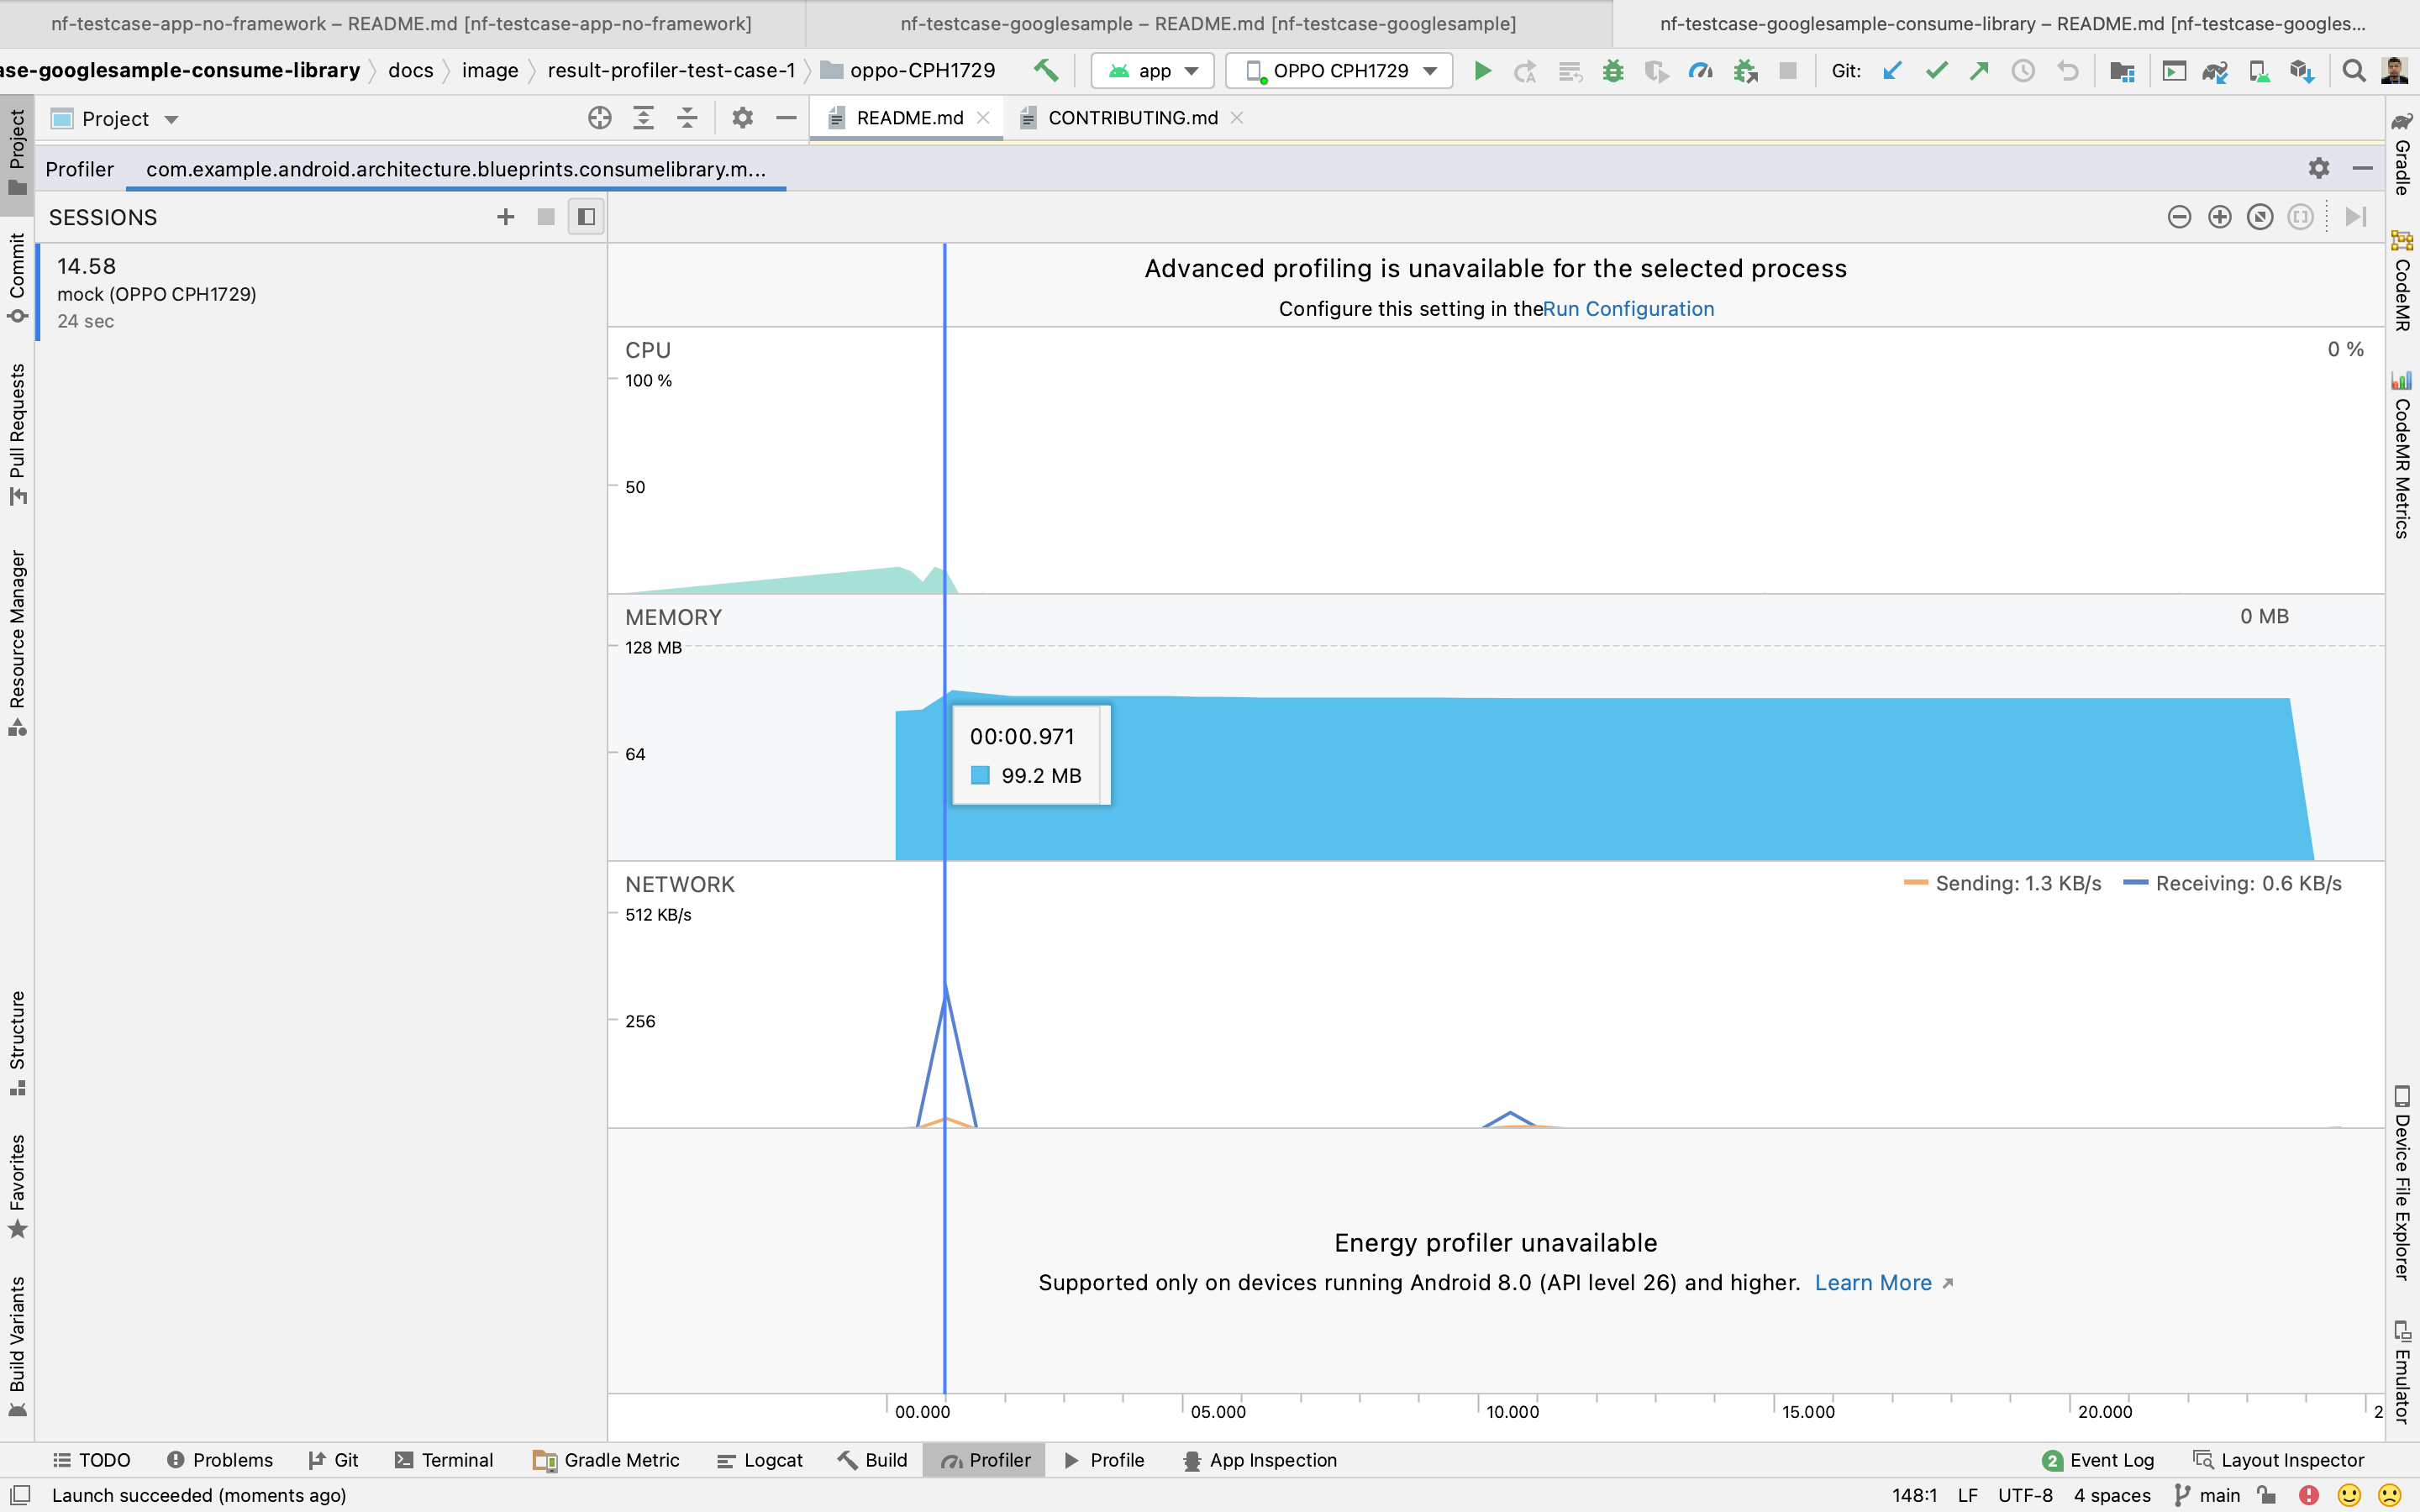 nf-testcase-app-no-framework – README.md [nf-testcase-app-no-framework]
nf-testcase-googlesample – README.md [nf-testcase-googlesample]
nf-testcase-googlesample-consume-library – README.md [nf-testcase-googles...
ase-googlesample-consume-library
docs
image
result-profiler-test-case-1
oppo-CPH1729
app
OPPO CPH1729
Git:
Project
README.md
CONTRIBUTING.md
Profiler
com.example.android.architecture.blueprints.consumelibrary.m...
SESSIONS
14.58
mock (OPPO CPH1729)
24 sec
Advanced profiling is unavailable for the selected process
Configure this setting in theRun Configuration
CPU
0 %
100 %
50
MEMORY
0 MB
128 MB
64
00:00.971
99.2 MB
NETWORK
Sending: 1.3 KB/s
Receiving: 0.6 KB/s
512 KB/s
256
Energy profiler unavailable
Supported only on devices running Android 8.0 (API level 26) and higher. Learn More
00.000
05.000
10.000
15.000
20.000
2
Project
Commit
Pull Requests
Resource Manager
Structure
Favorites
Build Variants
Gradle
CodeMR
CodeMR Metrics
Device File Explorer
Emulator
TODO
Problems
Git
Terminal
Gradle Metric
Logcat
Build
Profiler
Profile
App Inspection
2 Event Log
Layout Inspector
Launch succeeded (moments ago)
148:1
LF
UTF-8
4 spaces
main